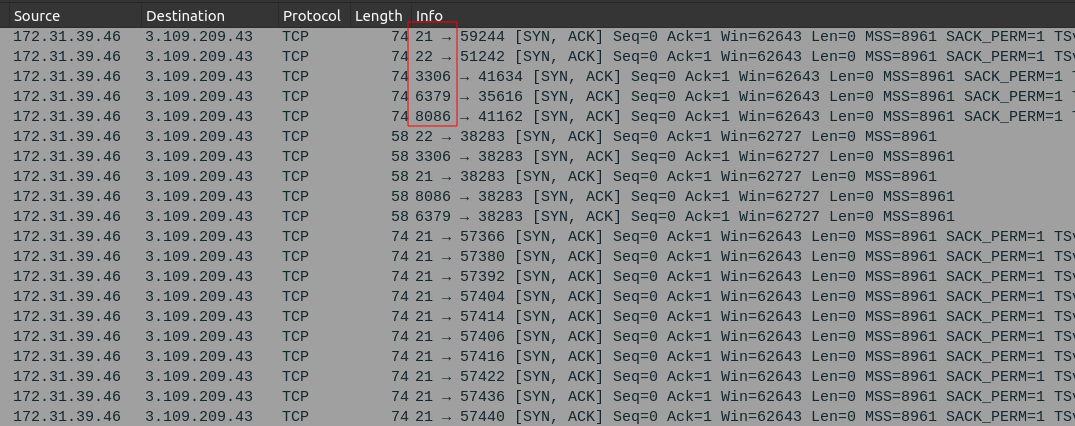 Source Destination Protocol Length Info
172.31.39.46 3.109.209.43 TCP 74 21 → 59244 [SYN, ACK] Seq=0 Ack=1 Win=62643 Len=0 MSS=8961 SACK_PERM=1 TSv
172.31.39.46 3.109.209.43 TCP 74 22 → 51242 [SYN, ACK] Seq=0 Ack=1 Win=62643 Len=0 MSS=8961 SACK_PERM=1 TSv
172.31.39.46 3.109.209.43 TCP 74 3306 → 41634 [SYN, ACK] Seq=0 Ack=1 Win=62643 Len=0 MSS=8961 SACK_PERM=1 T
172.31.39.46 3.109.209.43 TCP 74 6379 → 35616 [SYN, ACK] Seq=0 Ack=1 Win=62643 Len=0 MSS=8961 SACK_PERM=1 T
172.31.39.46 3.109.209.43 TCP 74 8086 → 41162 [SYN, ACK] Seq=0 Ack=1 Win=62643 Len=0 MSS=8961 SACK_PERM=1 T
172.31.39.46 3.109.209.43 TCP 58 22 → 38283 [SYN, ACK] Seq=0 Ack=1 Win=62727 Len=0 MSS=8961
172.31.39.46 3.109.209.43 TCP 58 3306 → 38283 [SYN, ACK] Seq=0 Ack=1 Win=62727 Len=0 MSS=8961
172.31.39.46 3.109.209.43 TCP 58 21 → 38283 [SYN, ACK] Seq=0 Ack=1 Win=62727 Len=0 MSS=8961
172.31.39.46 3.109.209.43 TCP 58 8086 → 38283 [SYN, ACK] Seq=0 Ack=1 Win=62727 Len=0 MSS=8961
172.31.39.46 3.109.209.43 TCP 58 6379 → 38283 [SYN, ACK] Seq=0 Ack=1 Win=62727 Len=0 MSS=8961
172.31.39.46 3.109.209.43 TCP 74 21 → 57366 [SYN, ACK] Seq=0 Ack=1 Win=62643 Len=0 MSS=8961 SACK_PERM=1 TSv
172.31.39.46 3.109.209.43 TCP 74 21 → 57380 [SYN, ACK] Seq=0 Ack=1 Win=62643 Len=0 MSS=8961 SACK_PERM=1 TSv
172.31.39.46 3.109.209.43 TCP 74 21 → 57392 [SYN, ACK] Seq=0 Ack=1 Win=62643 Len=0 MSS=8961 SACK_PERM=1 TSv
172.31.39.46 3.109.209.43 TCP 74 21 → 57404 [SYN, ACK] Seq=0 Ack=1 Win=62643 Len=0 MSS=8961 SACK_PERM=1 TSv
172.31.39.46 3.109.209.43 TCP 74 21 → 57414 [SYN, ACK] Seq=0 Ack=1 Win=62643 Len=0 MSS=8961 SACK_PERM=1 TSv
172.31.39.46 3.109.209.43 TCP 74 21 → 57406 [SYN, ACK] Seq=0 Ack=1 Win=62643 Len=0 MSS=8961 SACK_PERM=1 TSv
172.31.39.46 3.109.209.43 TCP 74 21 → 57416 [SYN, ACK] Seq=0 Ack=1 Win=62643 Len=0 MSS=8961 SACK_PERM=1 TSv
172.31.39.46 3.109.209.43 TCP 74 21 → 57422 [SYN, ACK] Seq=0 Ack=1 Win=62643 Len=0 MSS=8961 SACK_PERM=1 TSv
172.31.39.46 3.109.209.43 TCP 74 21 → 57436 [SYN, ACK] Seq=0 Ack=1 Win=62643 Len=0 MSS=8961 SACK_PERM=1 TSv
172.31.39.46 3.109.209.43 TCP 74 21 → 57440 [SYN, ACK] Seq=0 Ack=1 Win=62643 Len=0 MSS=8961 SACK_PERM=1 TSv